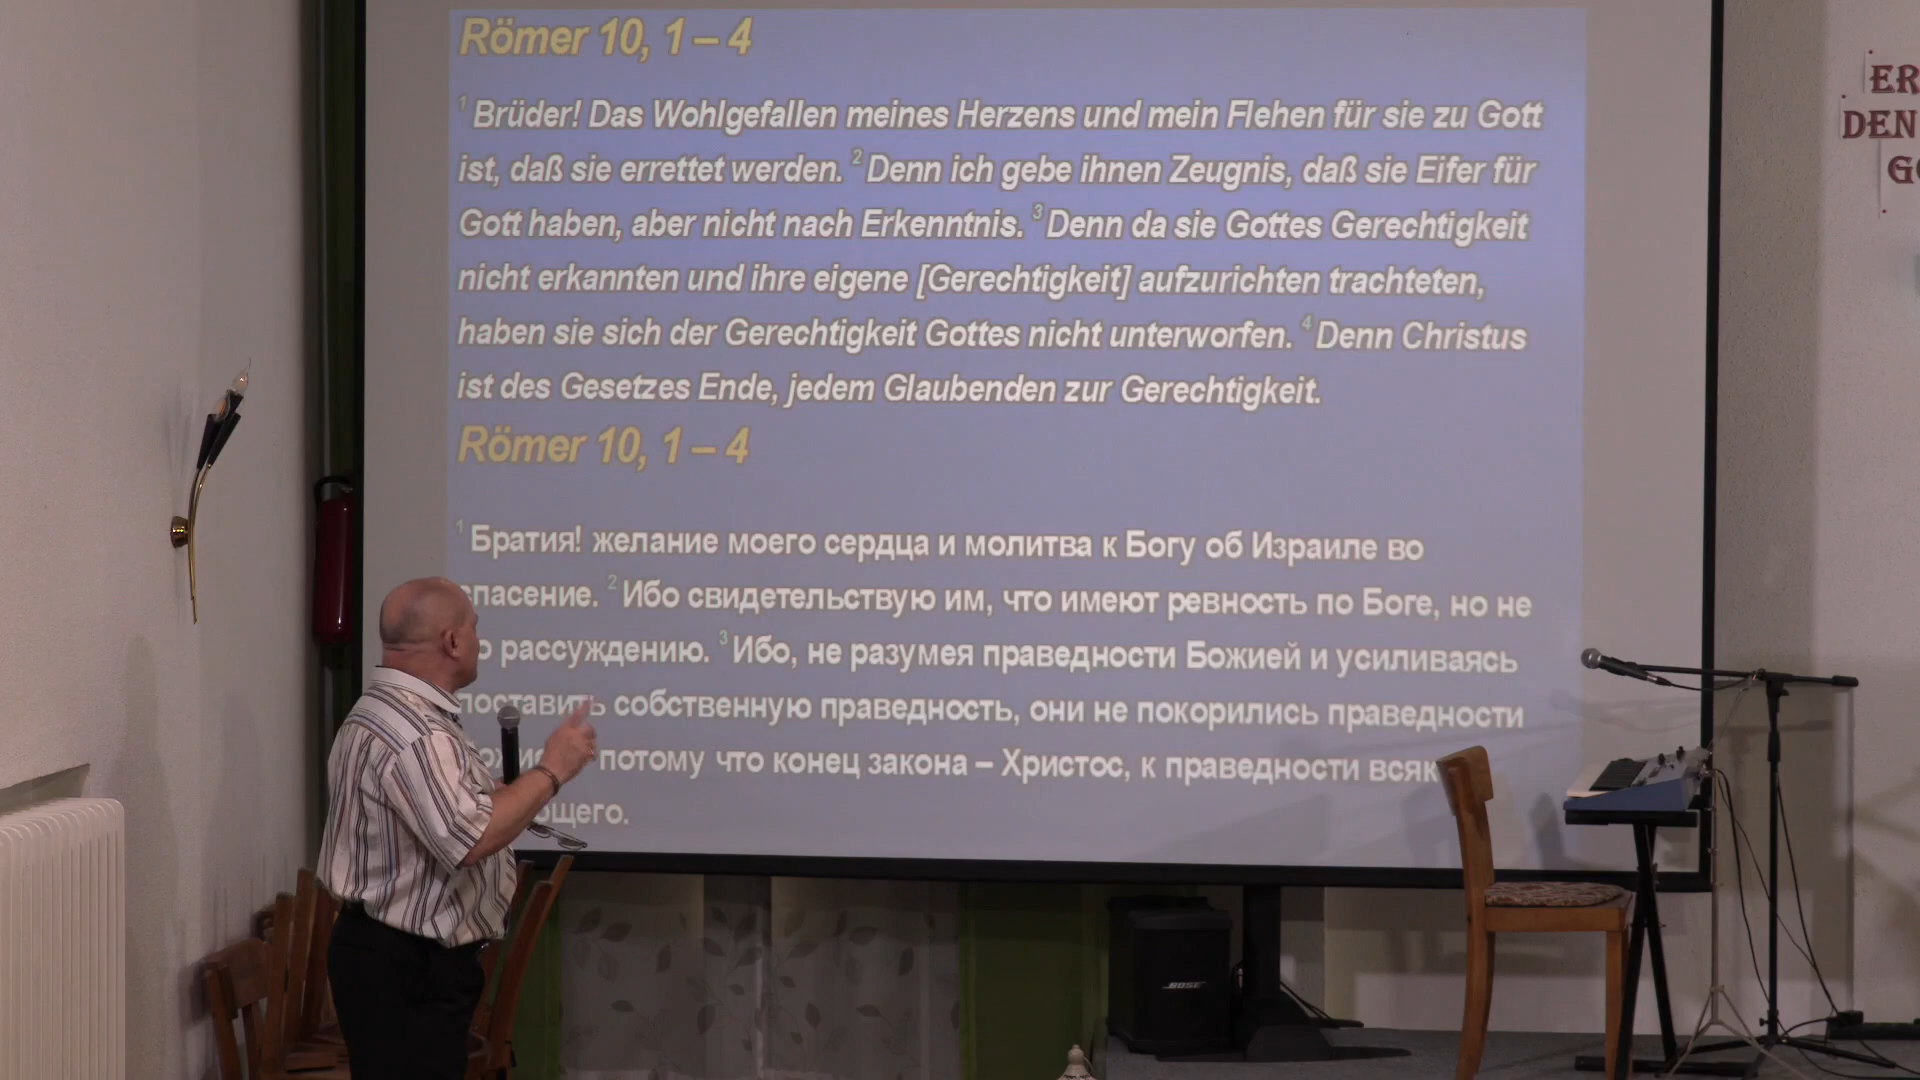 Römer 10, 1 – 4
1 Brüder! Das Wohlgefallen meines Herzens und mein Flehen für sie zu Gott
ist, daß sie errettet werden. 2 Denn ich gebe ihnen Zeugnis, daß sie Eifer für
Gott haben, aber nicht nach Erkenntnis. 3 Denn da sie Gottes Gerechtigkeit
nicht erkannten und ihre eigene [Gerechtigkeit] aufzurichten trachteten,
haben sie sich der Gerechtigkeit Gottes nicht unterworfen. 4 Denn Christus
ist des Gesetzes Ende, jedem Glaubenden zur Gerechtigkeit.
Römer 10, 1 – 4
1 Братия! желание моего сердца и молитва к Богу об Израиле во
спасение. 2 Ибо свидетельствую им, что имеют ревность по Боге, но не
рассуждению. 3 Ибо, не разумея праведности Божией и усиливаясь
поставить собственную праведность, они не покорились праведности
потому что конец закона – Христос, к праведности
DEN
BOSE